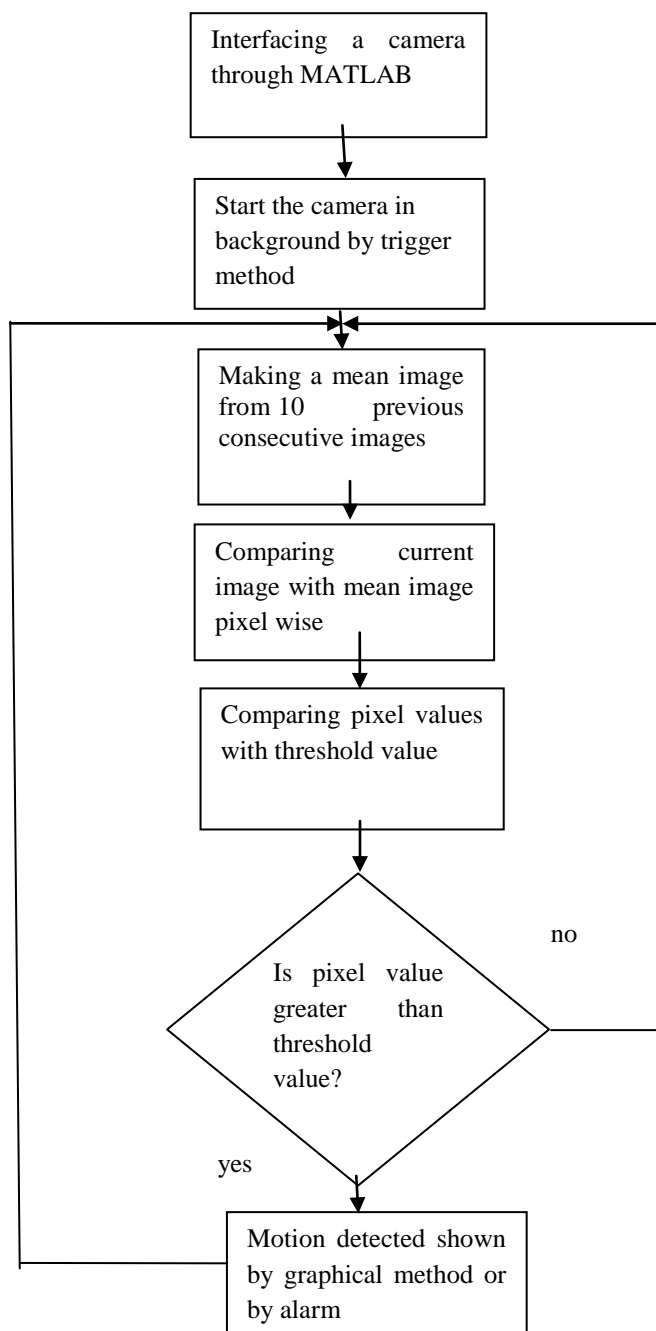 Interfacing a camera
through MATLAB
Start the camera in
background by trigger
method
Making a mean image
from 10 previous
consecutive images
Comparing current
image with mean image
pixel wise
Comparing pixel values
with threshold value
no
Is pixel value
greater than
threshold
value?
yes
Motion detected shown
by graphical method or
by alarm